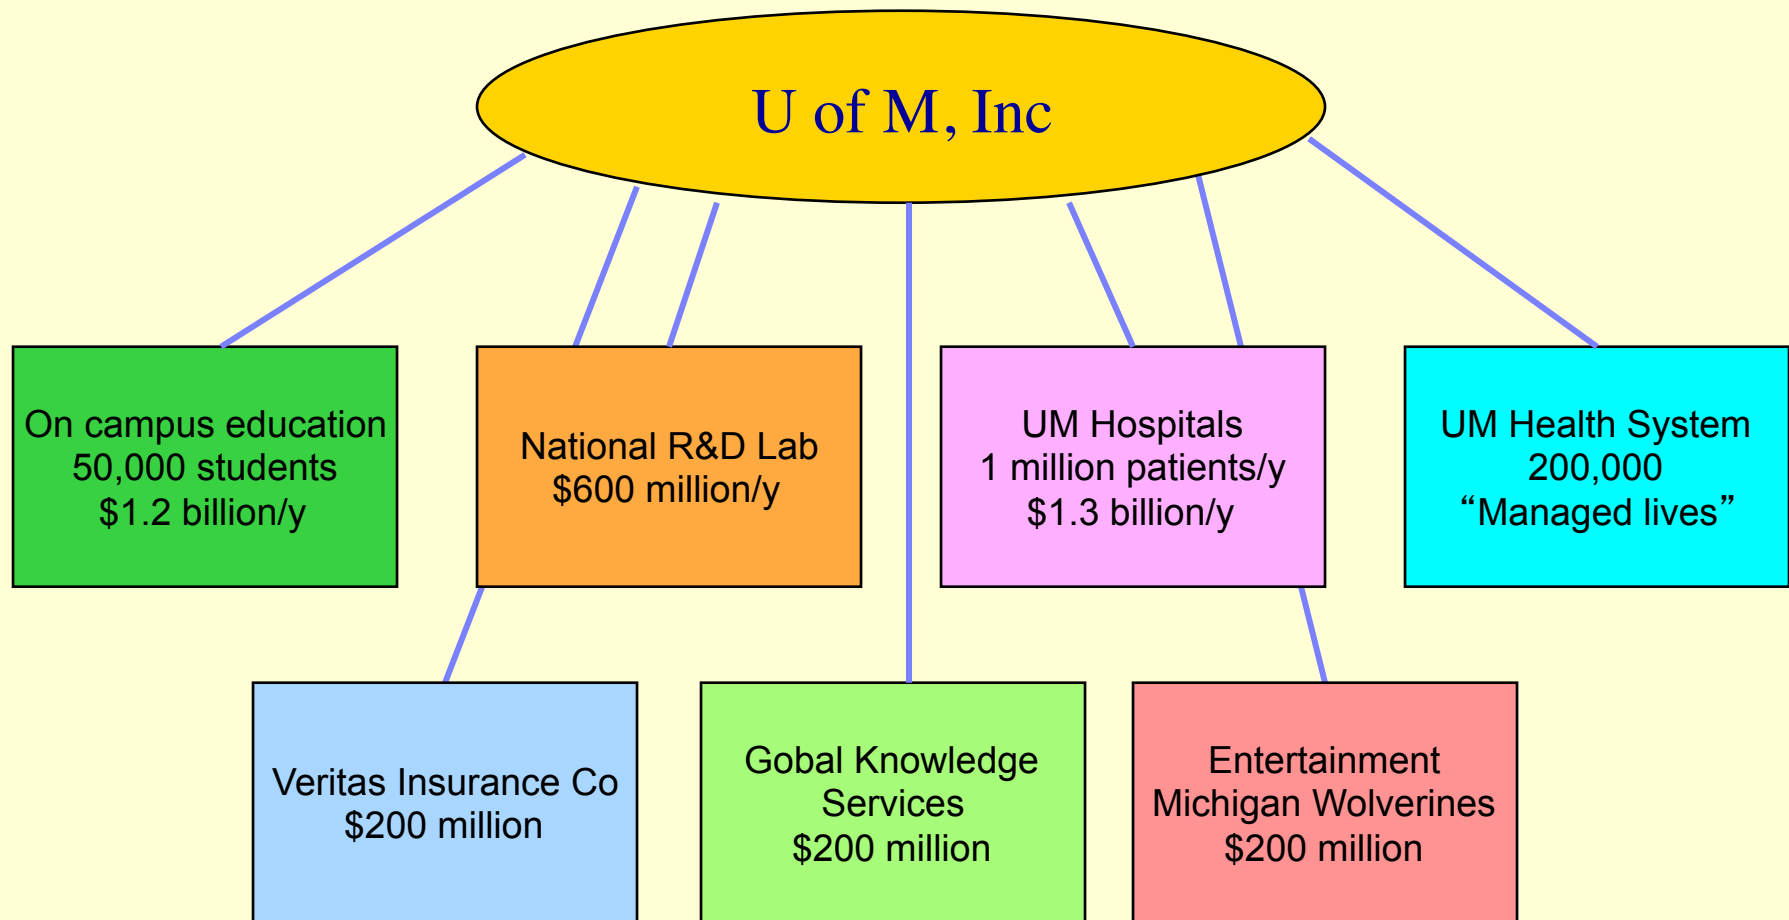 U of M, Inc
On campus education
50,000 students
$1.2 billion/y
National R&D Lab
$600 million/y
UM Hospitals
1 million patients/y
$1.3 billion/y
UM Health System
200,000
“Managed lives”
Veritas Insurance Co
$200 million
Gobal Knowledge
Services
$200 million
Entertainment
Michigan Wolverines
$200 million